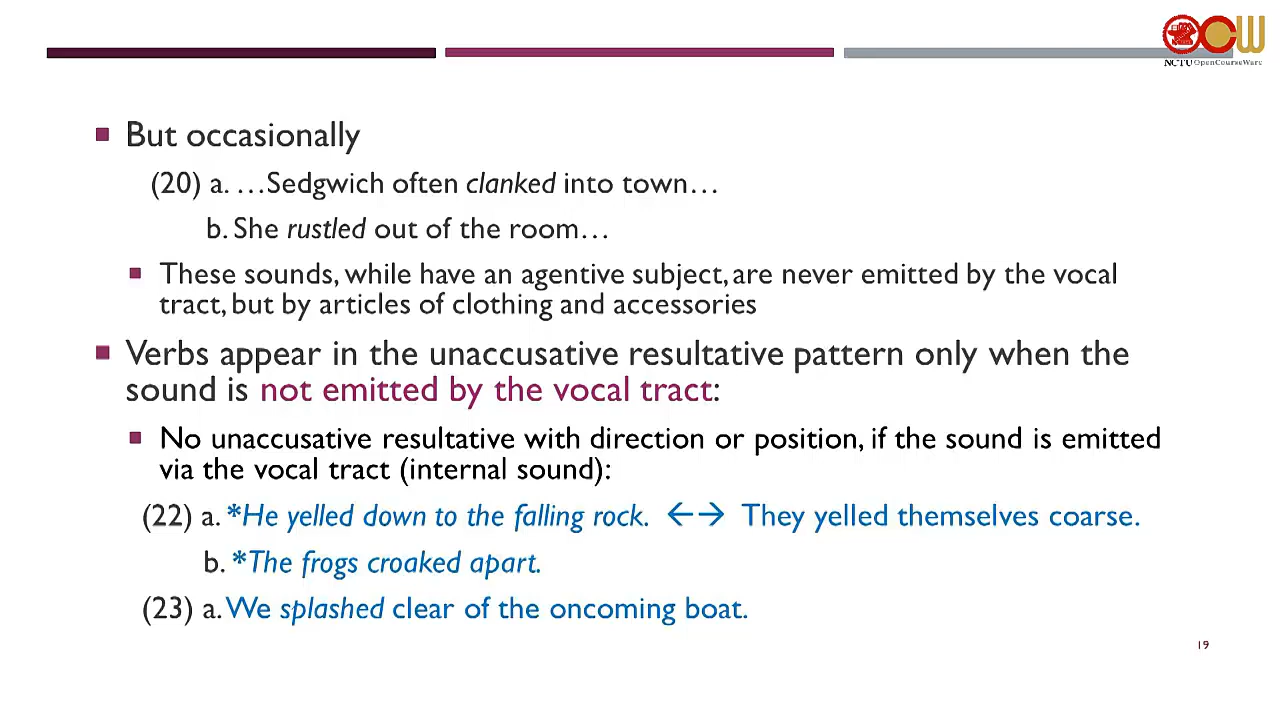 NCTU OpenCourseWare
But occasionally
(20) a. …Sedgwich often clanked into town…
b. She rustled out of the room…
These sounds, while have an agentive subject, are never emitted by the vocal
tract, but by articles of clothing and accessories
Verbs appear in the unaccusative resultative pattern only when the
sound is not emitted by the vocal tract:
No unaccusative resultative with direction or position, if the sound is emitted
via the vocal tract (internal sound):
(22) a. *He yelled down to the falling rock. ←→ They yelled themselves coarse.
b. *The frogs croaked apart.
(23) a. We splashed clear of the oncoming boat.
19